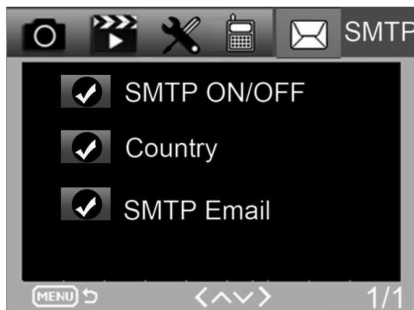 SMTP
SMTP ON/OFF
Country
SMTP Email
MENU 1/1